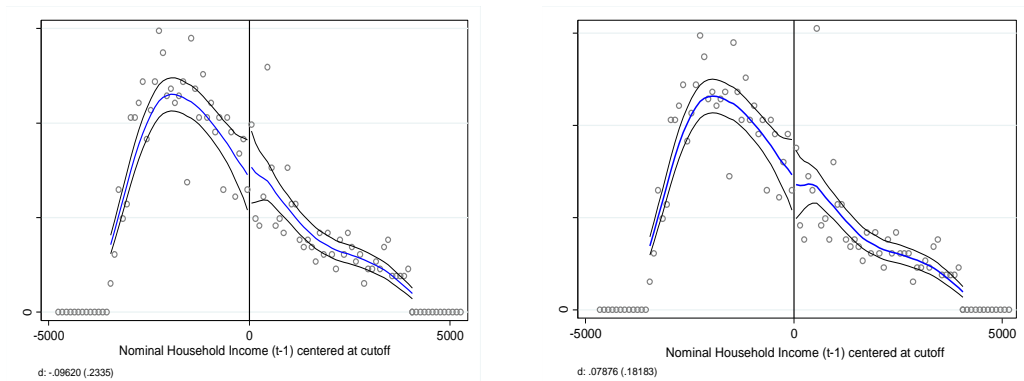 0
-5000 0 5000
Nominal Household Income (t-1) centered at cutoff
d: -.09620 (.2335)
0
-5000 0 5000
Nominal Household Income (t-1) centered at cutoff
d: .07876 (.18183)